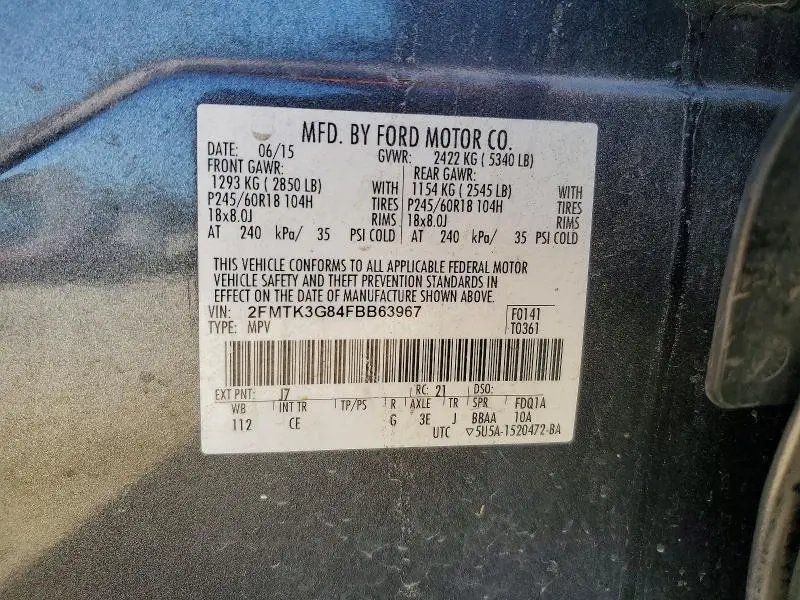 MFD. BY FORD MOTOR CO.
DATE: 06/15 GVWR: 2422 KG ( 5340 LB)
FRONT GAWR: REAR GAWR:
1293 KG ( 2850 LB) WITH 1154 KG ( 2545 LB) WITH
P245/60R18 104H TIRES P245/60R18 104H TIRES
18x8.0J RIMS 18x8.0J RIMS
AT 240 kPa/ 35 PSI COLD AT 240 kPa/ 35 PSI COLD
THIS VEHICLE CONFORMS TO ALL APPLICABLE FEDERAL MOTOR
VEHICLE SAFETY AND THEFT PREVENTION STANDARDS IN
EFFECT ON THE DATE OF MANUFACTURE SHOWN ABOVE.
VIN: 2FMTK3G84FBB63967 F0141
TYPE: MPV T0361
EXT PNT: J7 RC: 21 DSO:
WB INT TR TP/PS R AXLE TR SPR FDQ1A
112 CE G 3E J BBAA 10A
UTC ▽5U5A-1520472-BA